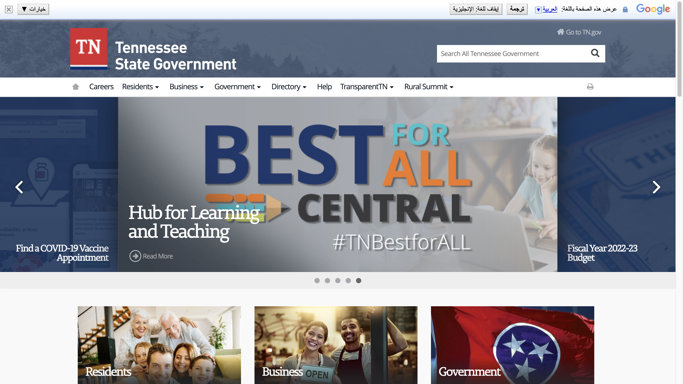 خيارات ▼
إيقاف للغة: الإنجليزية
ترجمة
عرض هذه الصفحة باللغة: العربية
Google
TN
Tennessee
State Government
Go to TN.gov
Search All Tennessee Government
Careers
Residents
Business
Government
Directory
Help
TransparentTN
Rural Summit
BEST FOR ALL
CENTRAL
#TNBestforALL
Hub for Learning
and Teaching
Read More
Find a COVID-19 Vaccine
Appointment
Fiscal Year 2022-23
Budget
Residents
Business
OPEN
Government